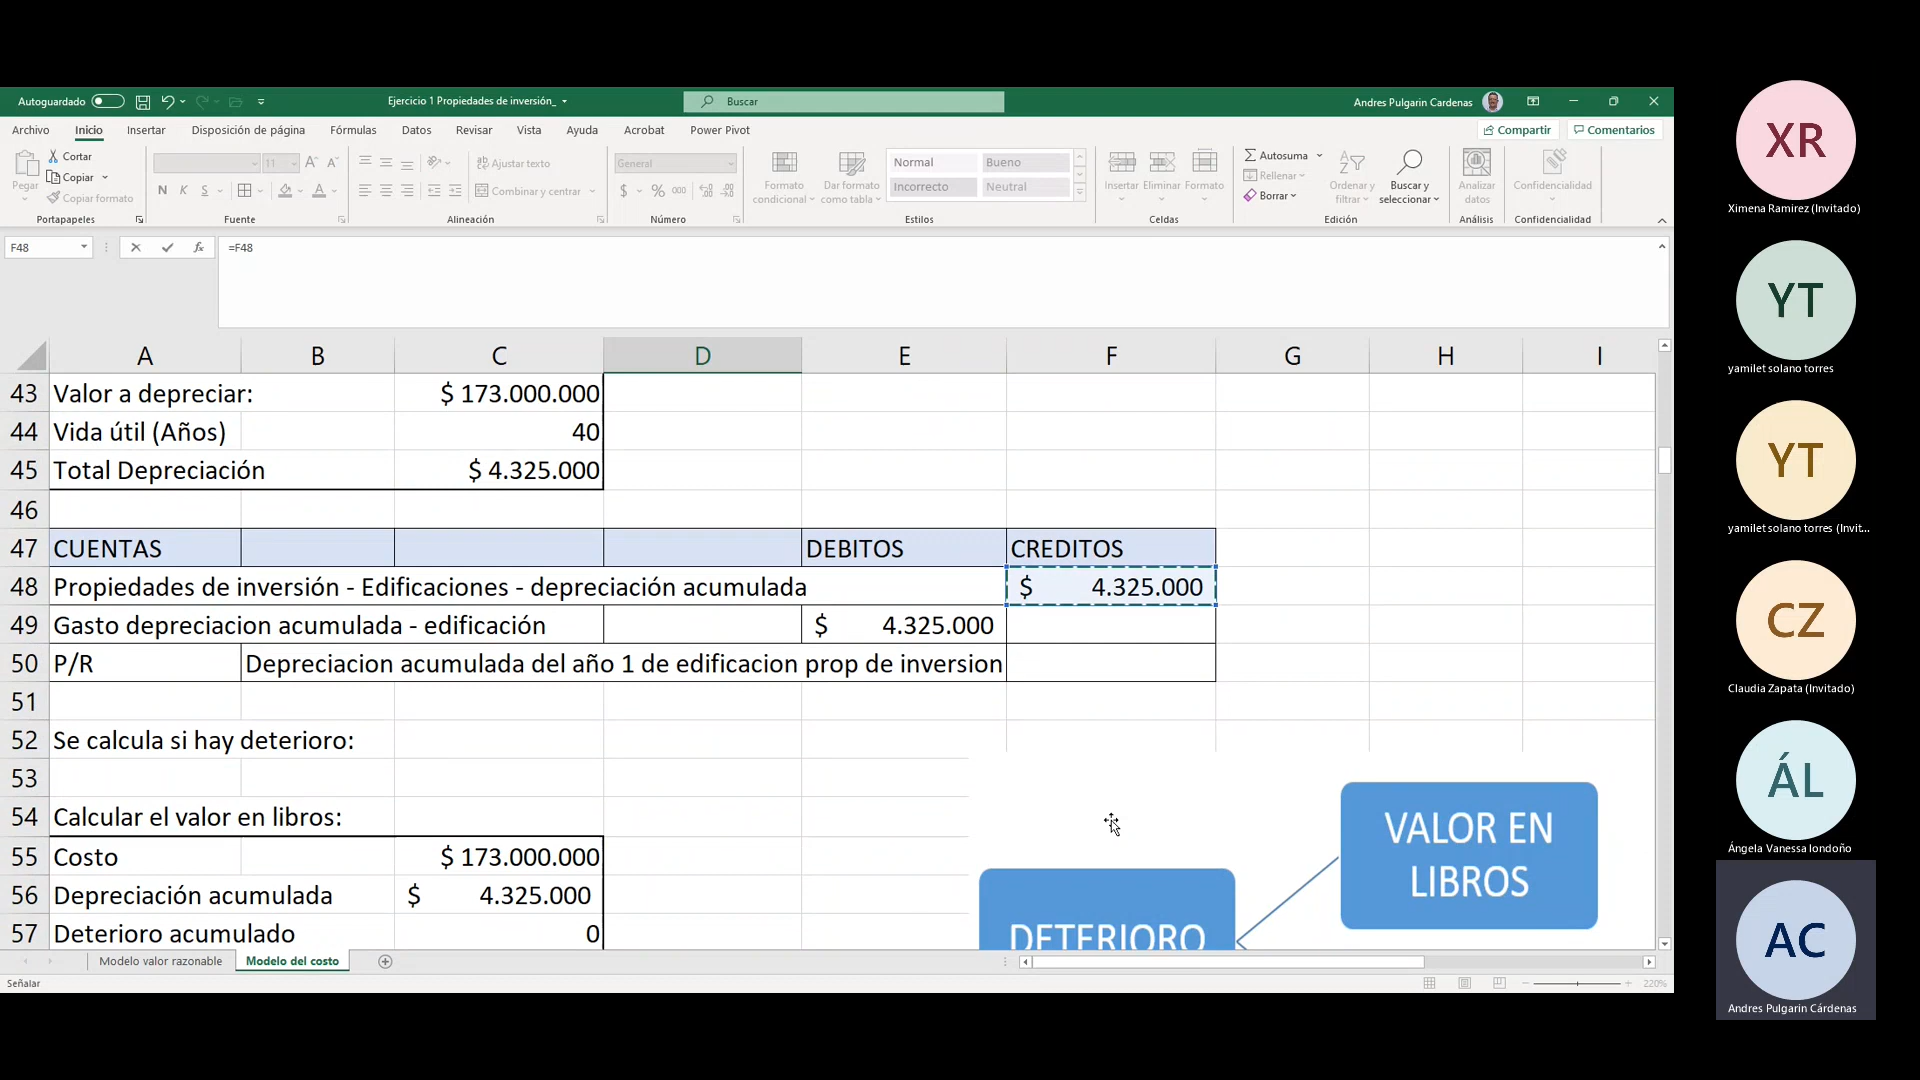 Autoguardado
Ejercicio 1 Propiedades de inversión_
Buscar
Andres Pulgarin Cardenas
Archivo Inicio Insertar Disposición de página Fórmulas Datos Revisar Vista Ayuda Acrobat Power Pivot
Compartir Comentarios
Pegar
Cortar
Copiar
Copiar formato
Portapapeles
11
N K S
Fuente
Ajustar texto
Combinar y centrar
Alineación
General
$ % 000
Número
Formato condicional
Dar formato como tabla
Normal Bueno
Incorrecto Neutral
Estilos
Insertar Eliminar Formato
Celdas
Autosuma
Rellenar
Borrar
Ordenar y filtrar
Buscar y seleccionar
Edición
Analizar datos
Análisis
Confidencialidad
Confidencialidad
F48
fx
=F48
A B C D E F G H I
43 Valor a depreciar: $ 173.000.000
44 Vida útil (Años) 40
45 Total Depreciación $ 4.325.000
46
47 CUENTAS DEBITOS CREDITOS
48 Propiedades de inversión - Edificaciones - depreciación acumulada $ 4.325.000
49 Gasto depreciacion acumulada - edificación $ 4.325.000
50 P/R Depreciacion acumulada del año 1 de edificacion prop de inversion
51
52 Se calcula si hay deterioro:
53
54 Calcular el valor en libros:
55 Costo $ 173.000.000
56 Depreciación acumulada $ 4.325.000
57 Deterioro acumulado 0
VALOR EN
LIBROS
DETERIORO
Modelo valor razonable Modelo del costo
Señalar
220%
XR
Ximena Ramirez (Invitado)
YT
yamilet solano torres
YT
yamilet solano torres (Invit...
CZ
Claudia Zapata (Invitado)
ÁL
Ángela Vanessa londoño
AC
Andres Pulgarin Cárdenas